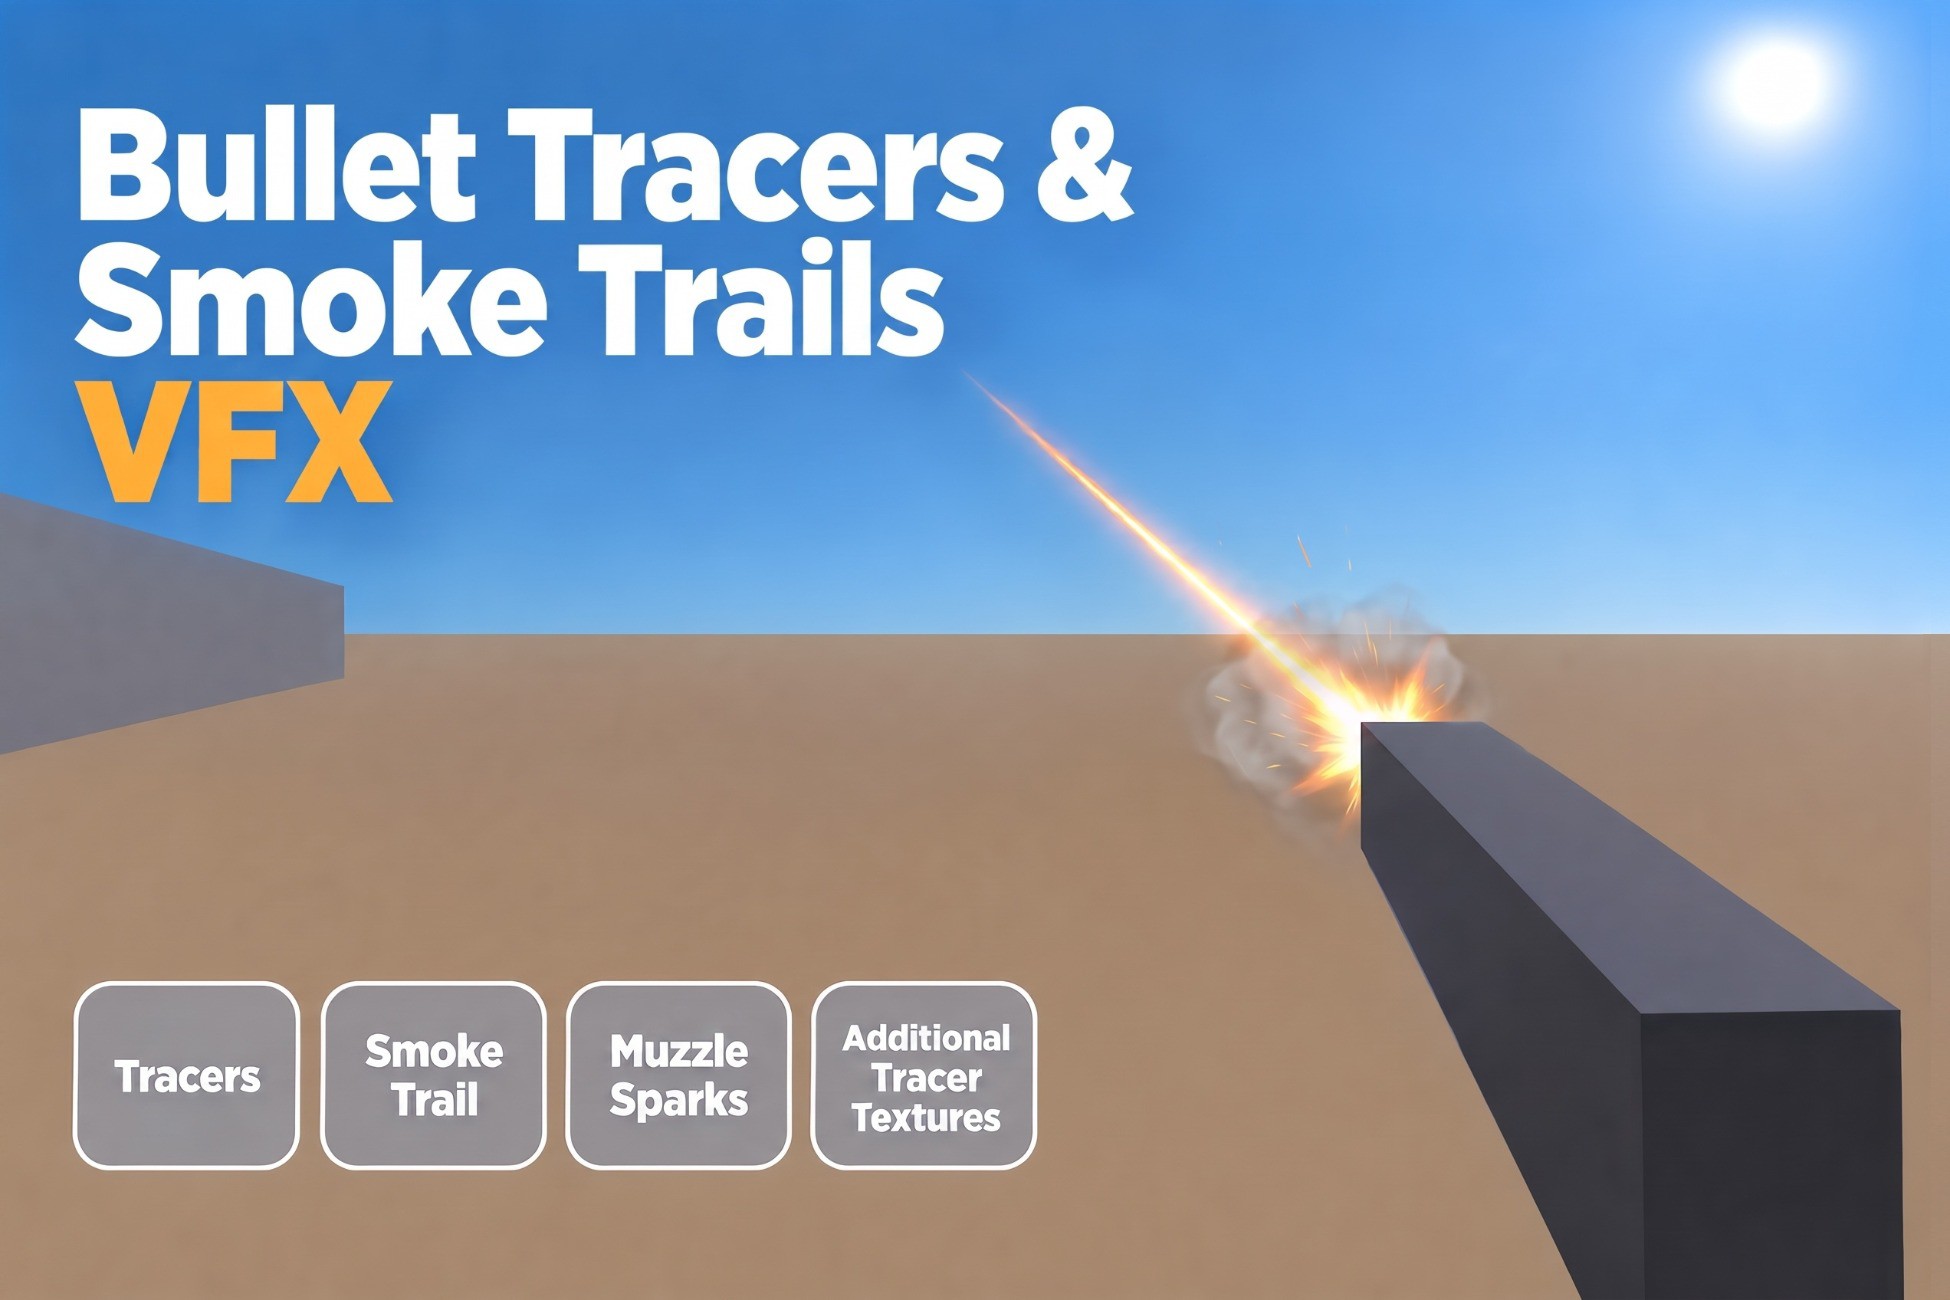 Bullet Tracers &
Smoke Trails
VFX
Tracers
Smoke
Trail
Muzzle
Sparks
Additional
Tracer
Textures